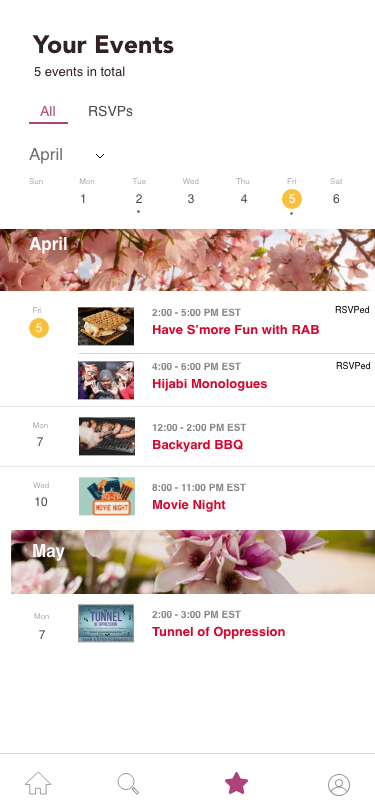 Your Events
5 events in total
All RSVPs
April
Sun Mon Tue Wed Thu Fri Sat
1 2 3 4 5 6
April
Fri
5
2:00 - 5:00 PM EST
RSVPed
Have S'more Fun with RAB
4:00 - 6:00 PM EST
RSVPed
Hijabi Monologues
Mon
7
12:00 - 2:00 PM EST
Backyard BBQ
Wed
10
8:00 - 11:00 PM EST
Movie Night
MOVIE NIGHT
May
Mon
7
2:00 - 3:00 PM EST
Tunnel of Oppression
TUNNEL
OF OPPRESSION